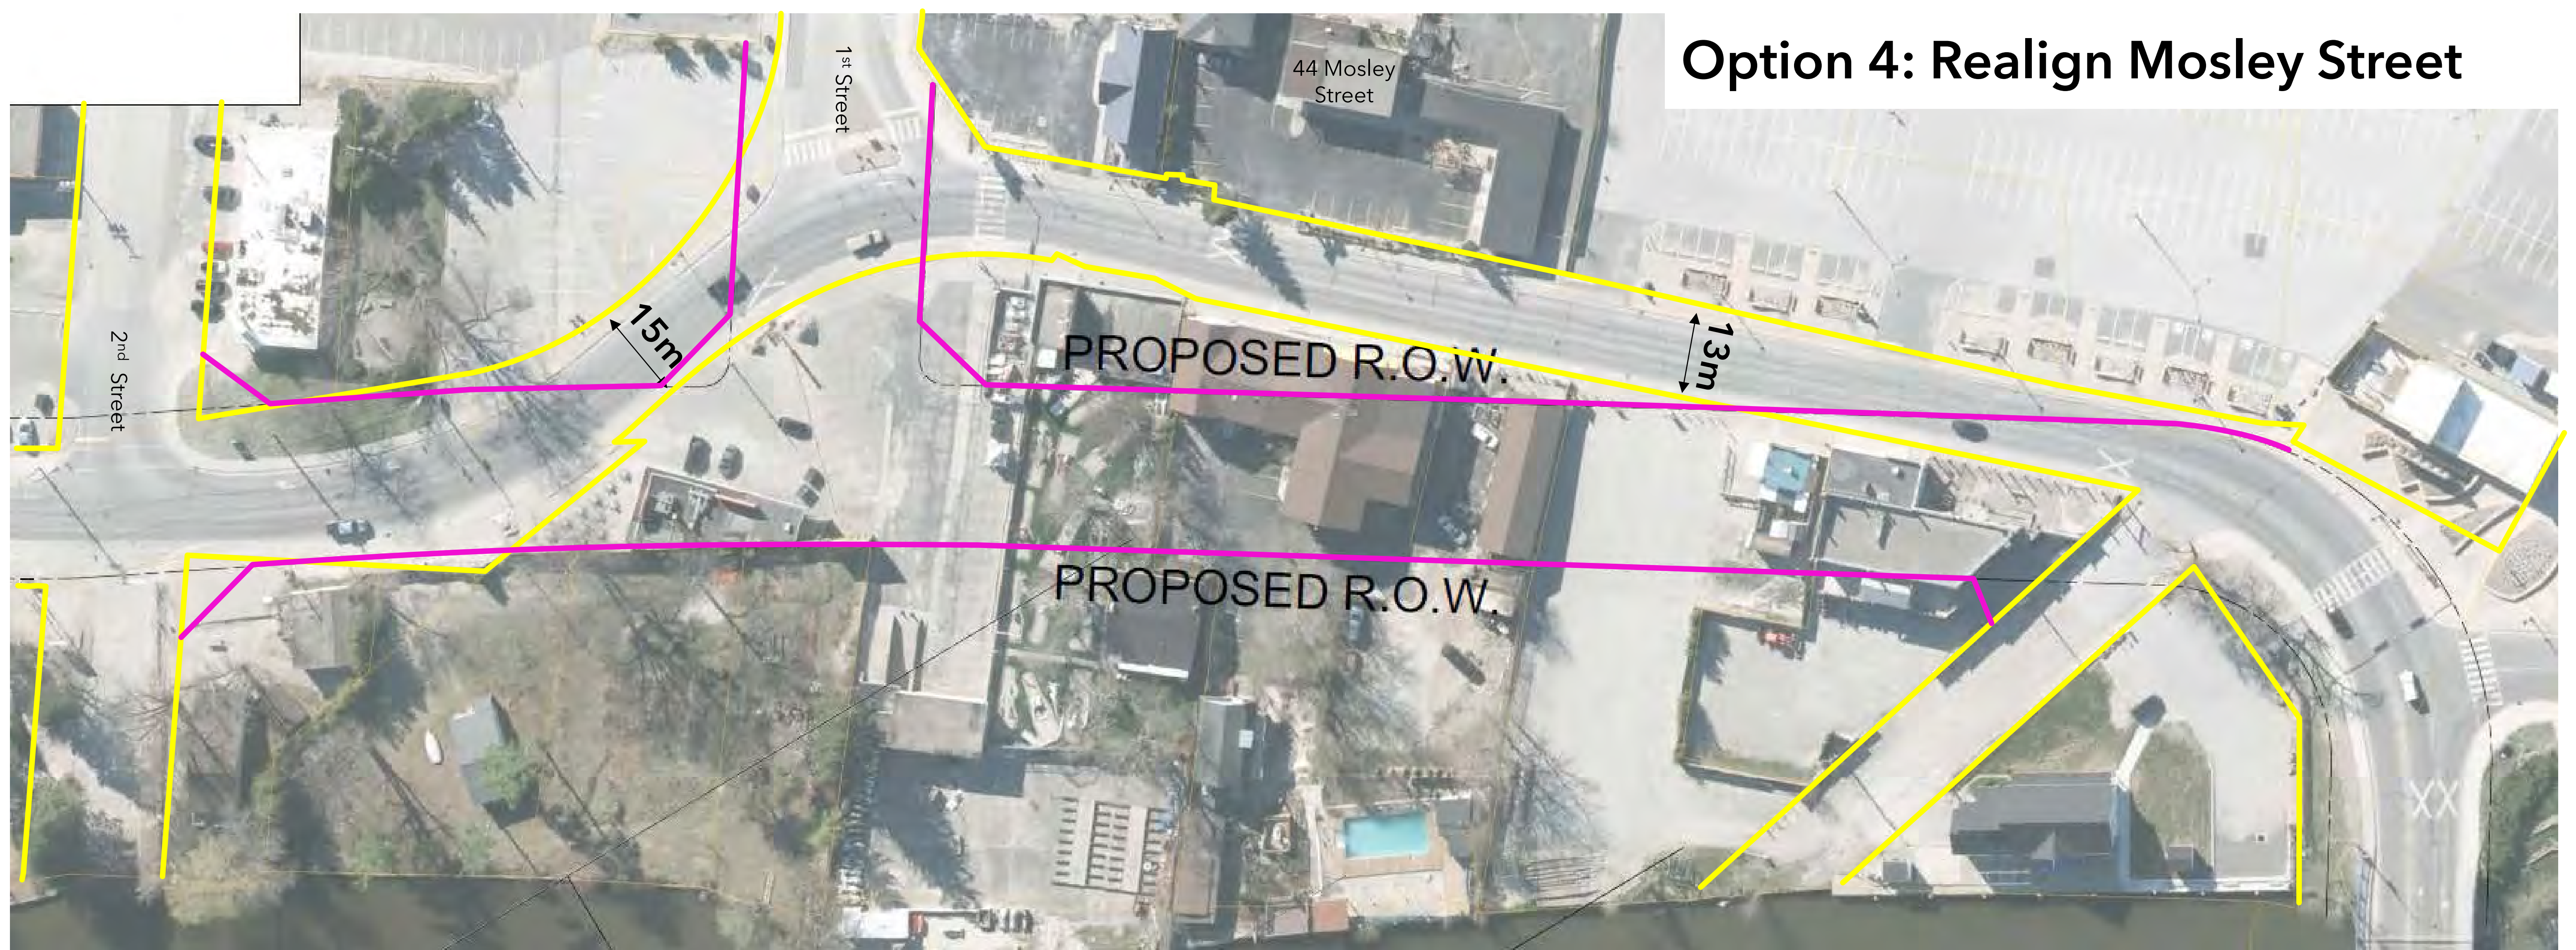 Option 4: Realign Mosley Street
1st Street
44 Mosley
Street
2nd Street
15m
13m
PROPOSED R.O.W.
PROPOSED R.O.W.